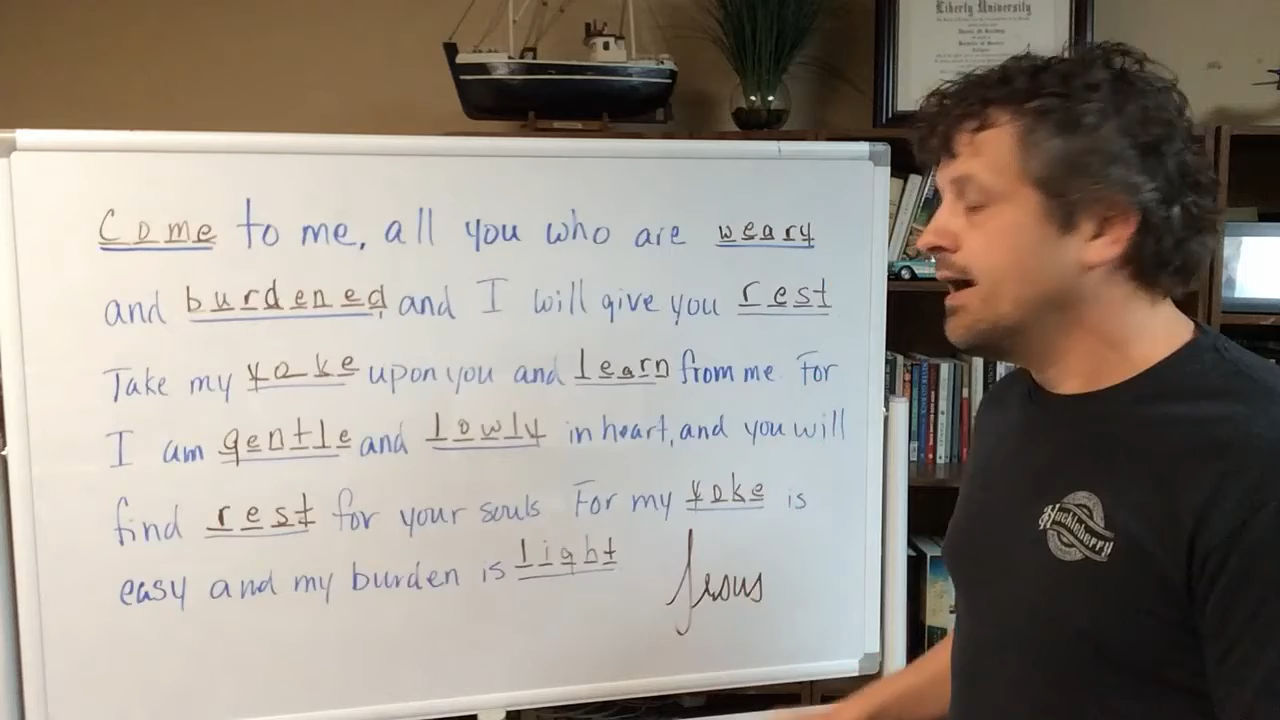 Liberty University
Come to me, all you who are weary
and burdened, and I will give you rest
Take my yoke upon you and learn from me. For
I am gentle and lowly in heart, and you will
find rest for your souls For my yoke is
easy and my burden is light
Jesus
Huckleberry